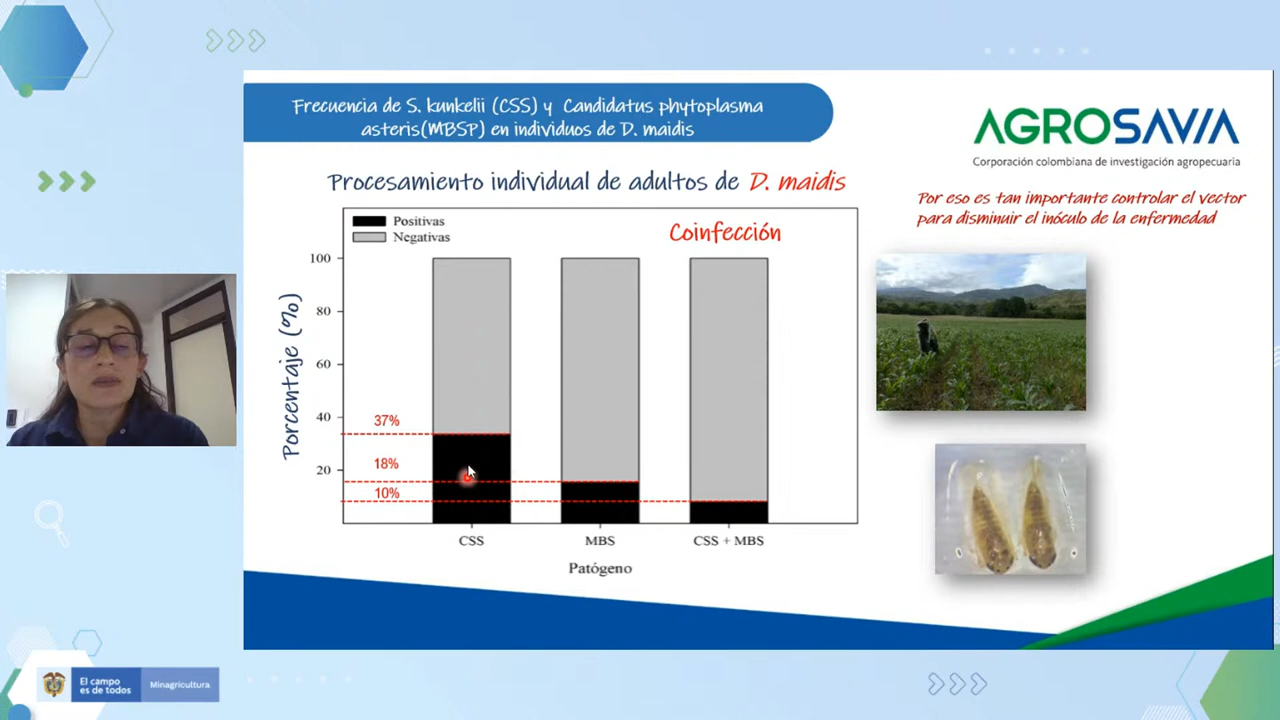 Frecuencia de S. kunkelii (CSS) y Candidatus phytoplasma
asteris(MBSP) en individuos de D. maidis
AGROSAVIA
Corporación colombiana de investigación agropecuaria
Procesamiento individual de adultos de D. maidis
Por eso es tan importante controlar el vector
para disminuir el inóculo de la enfermedad
Positivas
Negativas
Coinfección
Porcentaje (%)
100
80
60
40
20
37%
18%
10%
CSS
MBS
CSS + MBS
Patógeno
El campo
es de todos
Minagricultura